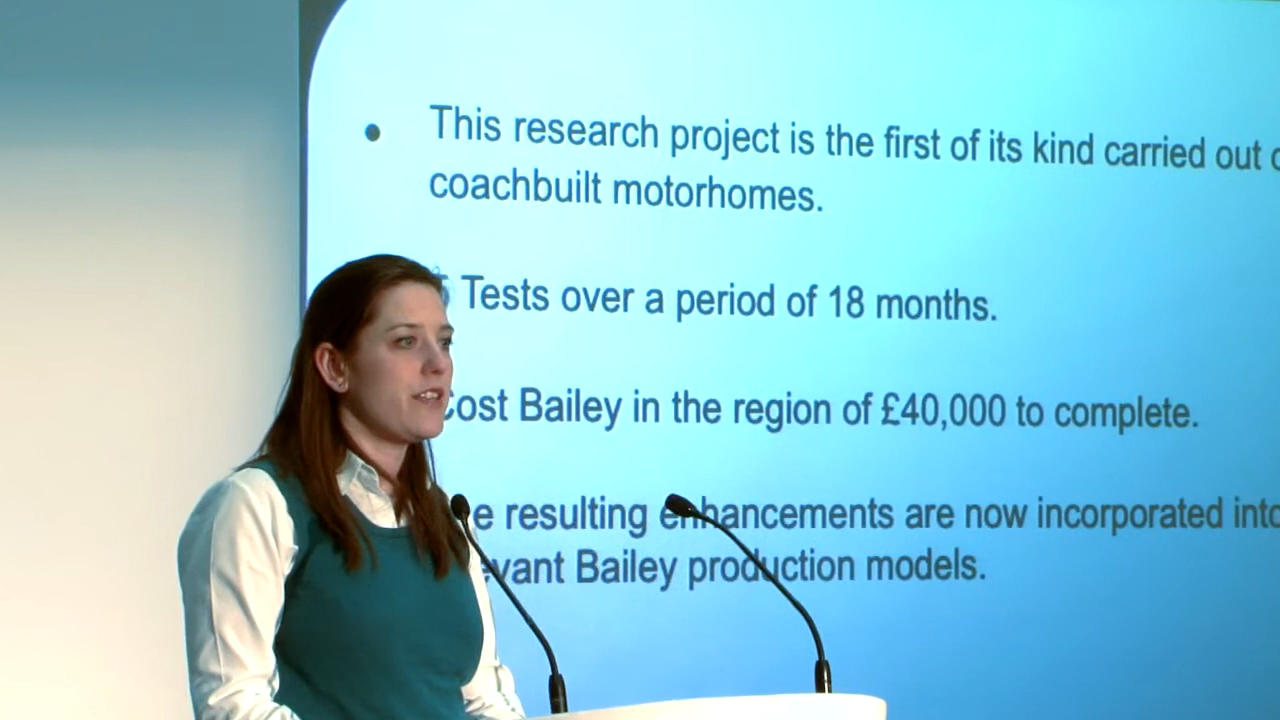 This research project is the first of its kind carried out
coachbuilt motorhomes.
Tests over a period of 18 months.
Cost Bailey in the region of £40,000 to complete.
resulting enhancements are now incorporated into
Bailey production models.